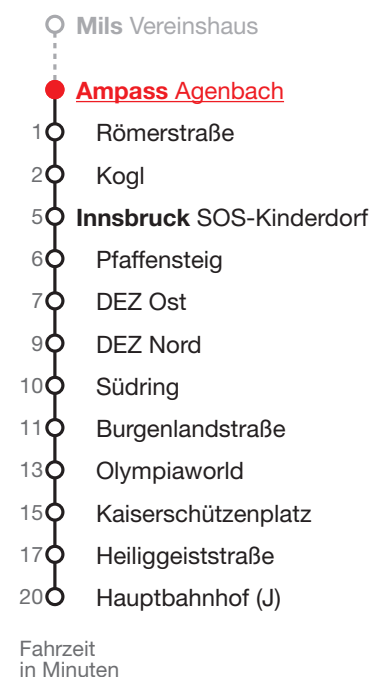 Mils Vereinshaus
Ampass Agenbach
1 Römerstraße
2 Kogl
5 Innsbruck SOS-Kinderdorf
6 Pfaffensteig
7 DEZ Ost
9 DEZ Nord
10 Südring
11 Burgenlandstraße
13 Olympiaworld
15 Kaiserschützenplatz
17 Heiliggeiststraße
20 Hauptbahnhof (J)
Fahrzeit
in Minuten